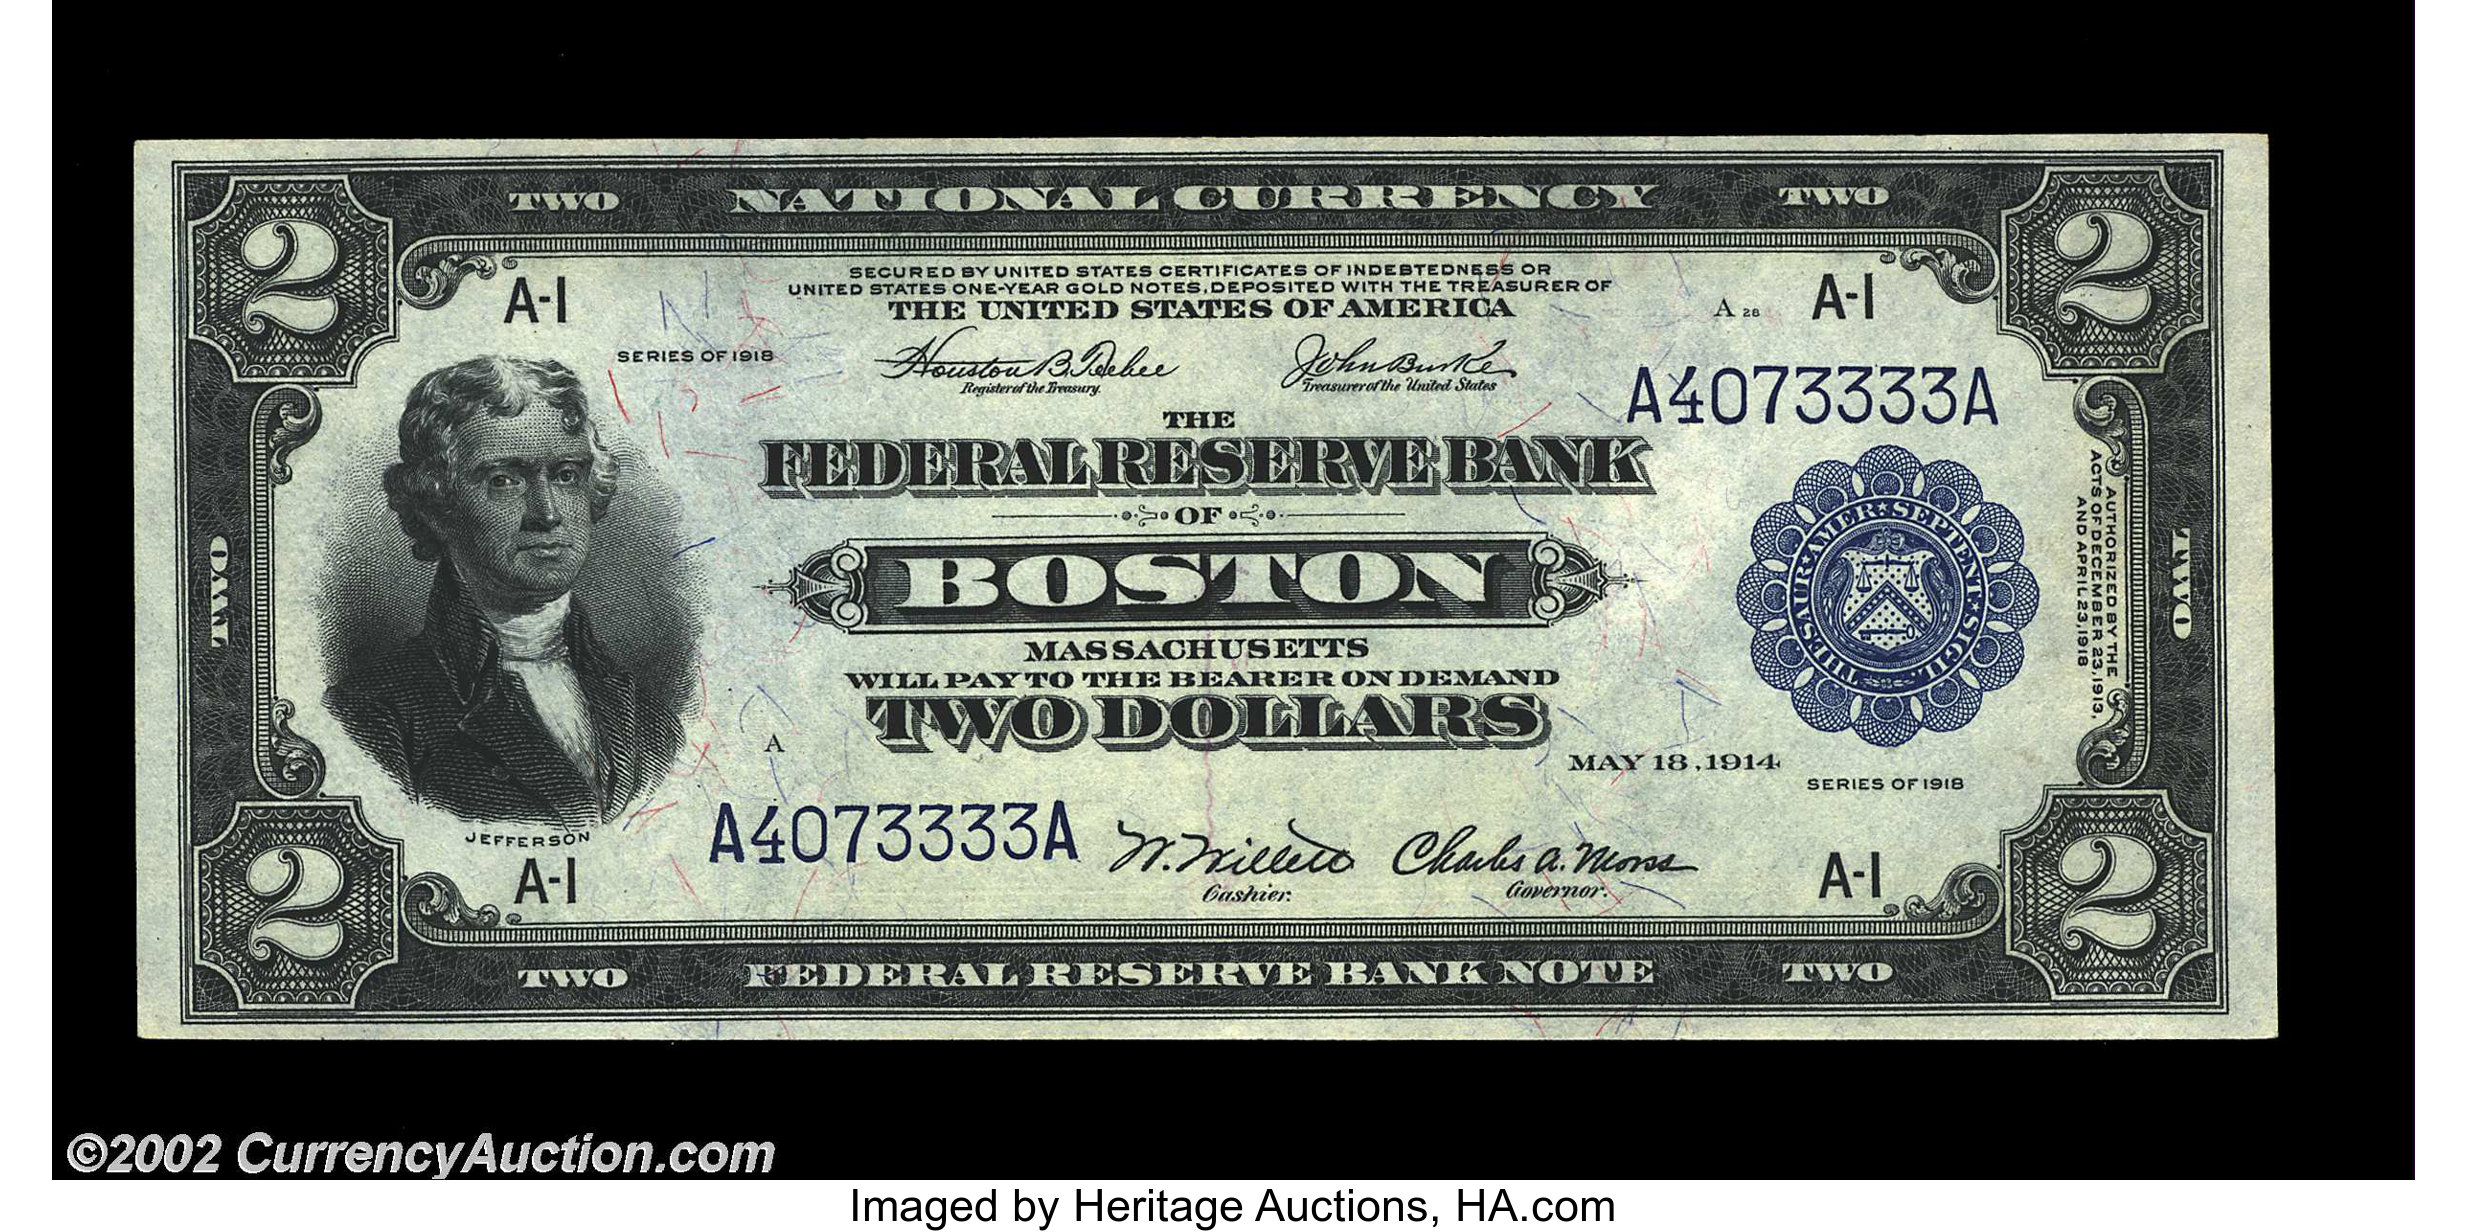 TWO NATIONAL CURRENCY TWO
2 2
A-1 A-1
SECURED BY UNITED STATES CERTIFICATES OF INDEBTEDNESS OR
UNITED STATES ONE-YEAR GOLD NOTES, DEPOSITED WITH THE TREASURER OF
THE UNITED STATES OF AMERICA
A 28
SERIES OF 1918
Houston B. Teehee
Register of the Treasury.
John Burke
Treasurer of the United States
A4073333A
THE
FEDERAL RESERVE BANK
OF
BOSTON
MASSACHUSETTS
WILL PAY TO THE BEARER ON DEMAND
TWO DOLLARS
THESAUR. AMER. SEPTENT. SIGIL.
AUTHORIZED BY THE
ACTS OF DECEMBER 23, 1913,
AND APRIL 23, 1918
TWO
TWO
A
MAY 18, 1914
SERIES OF 1918
JEFFERSON
A4073333A
W. Willett
Cashier.
Charles A. Morss
Governor.
A-1 A-1
2 2
TWO FEDERAL RESERVE BANK NOTE TWO
©2002 CurrencyAuction.com
Imaged by Heritage Auctions, HA.com